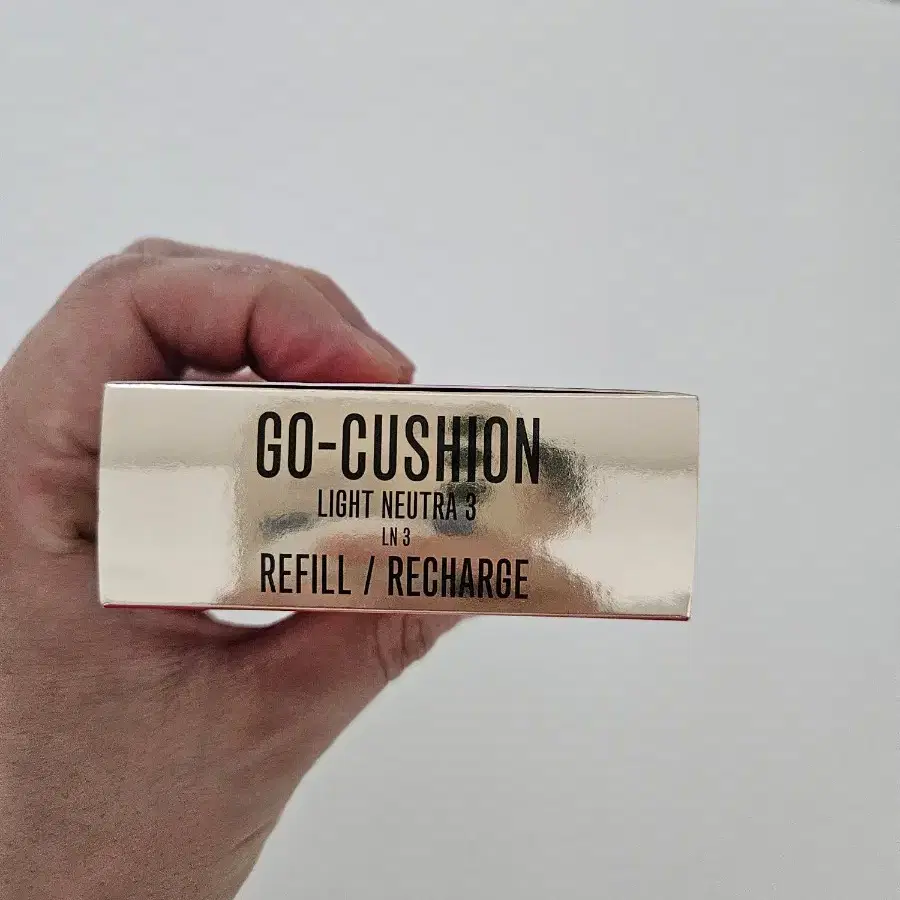 GO-CUSHION
LIGHT NEUTRA 3
LN 3
REFILL / RECHARGE